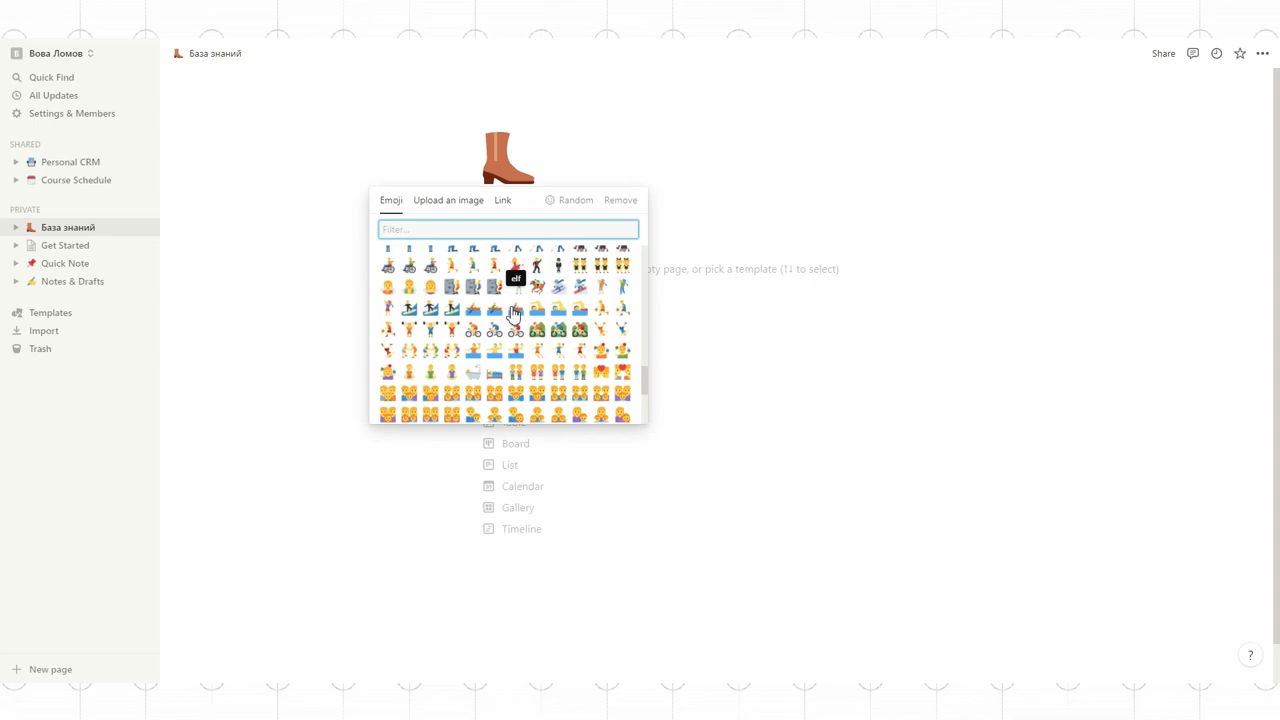 В Вова Ломов
База знаний
Share
Quick Find
All Updates
Settings & Members
SHARED
Personal CRM
Course Schedule
PRIVATE
База знаний
Get Started
Quick Note
Notes & Drafts
Templates
Import
Trash
New page
Emoji Upload an image Link Random Remove
Filter...
elf
pty page, or pick a template (↑↓ to select)
Board
List
Calendar
Gallery
Timeline
?